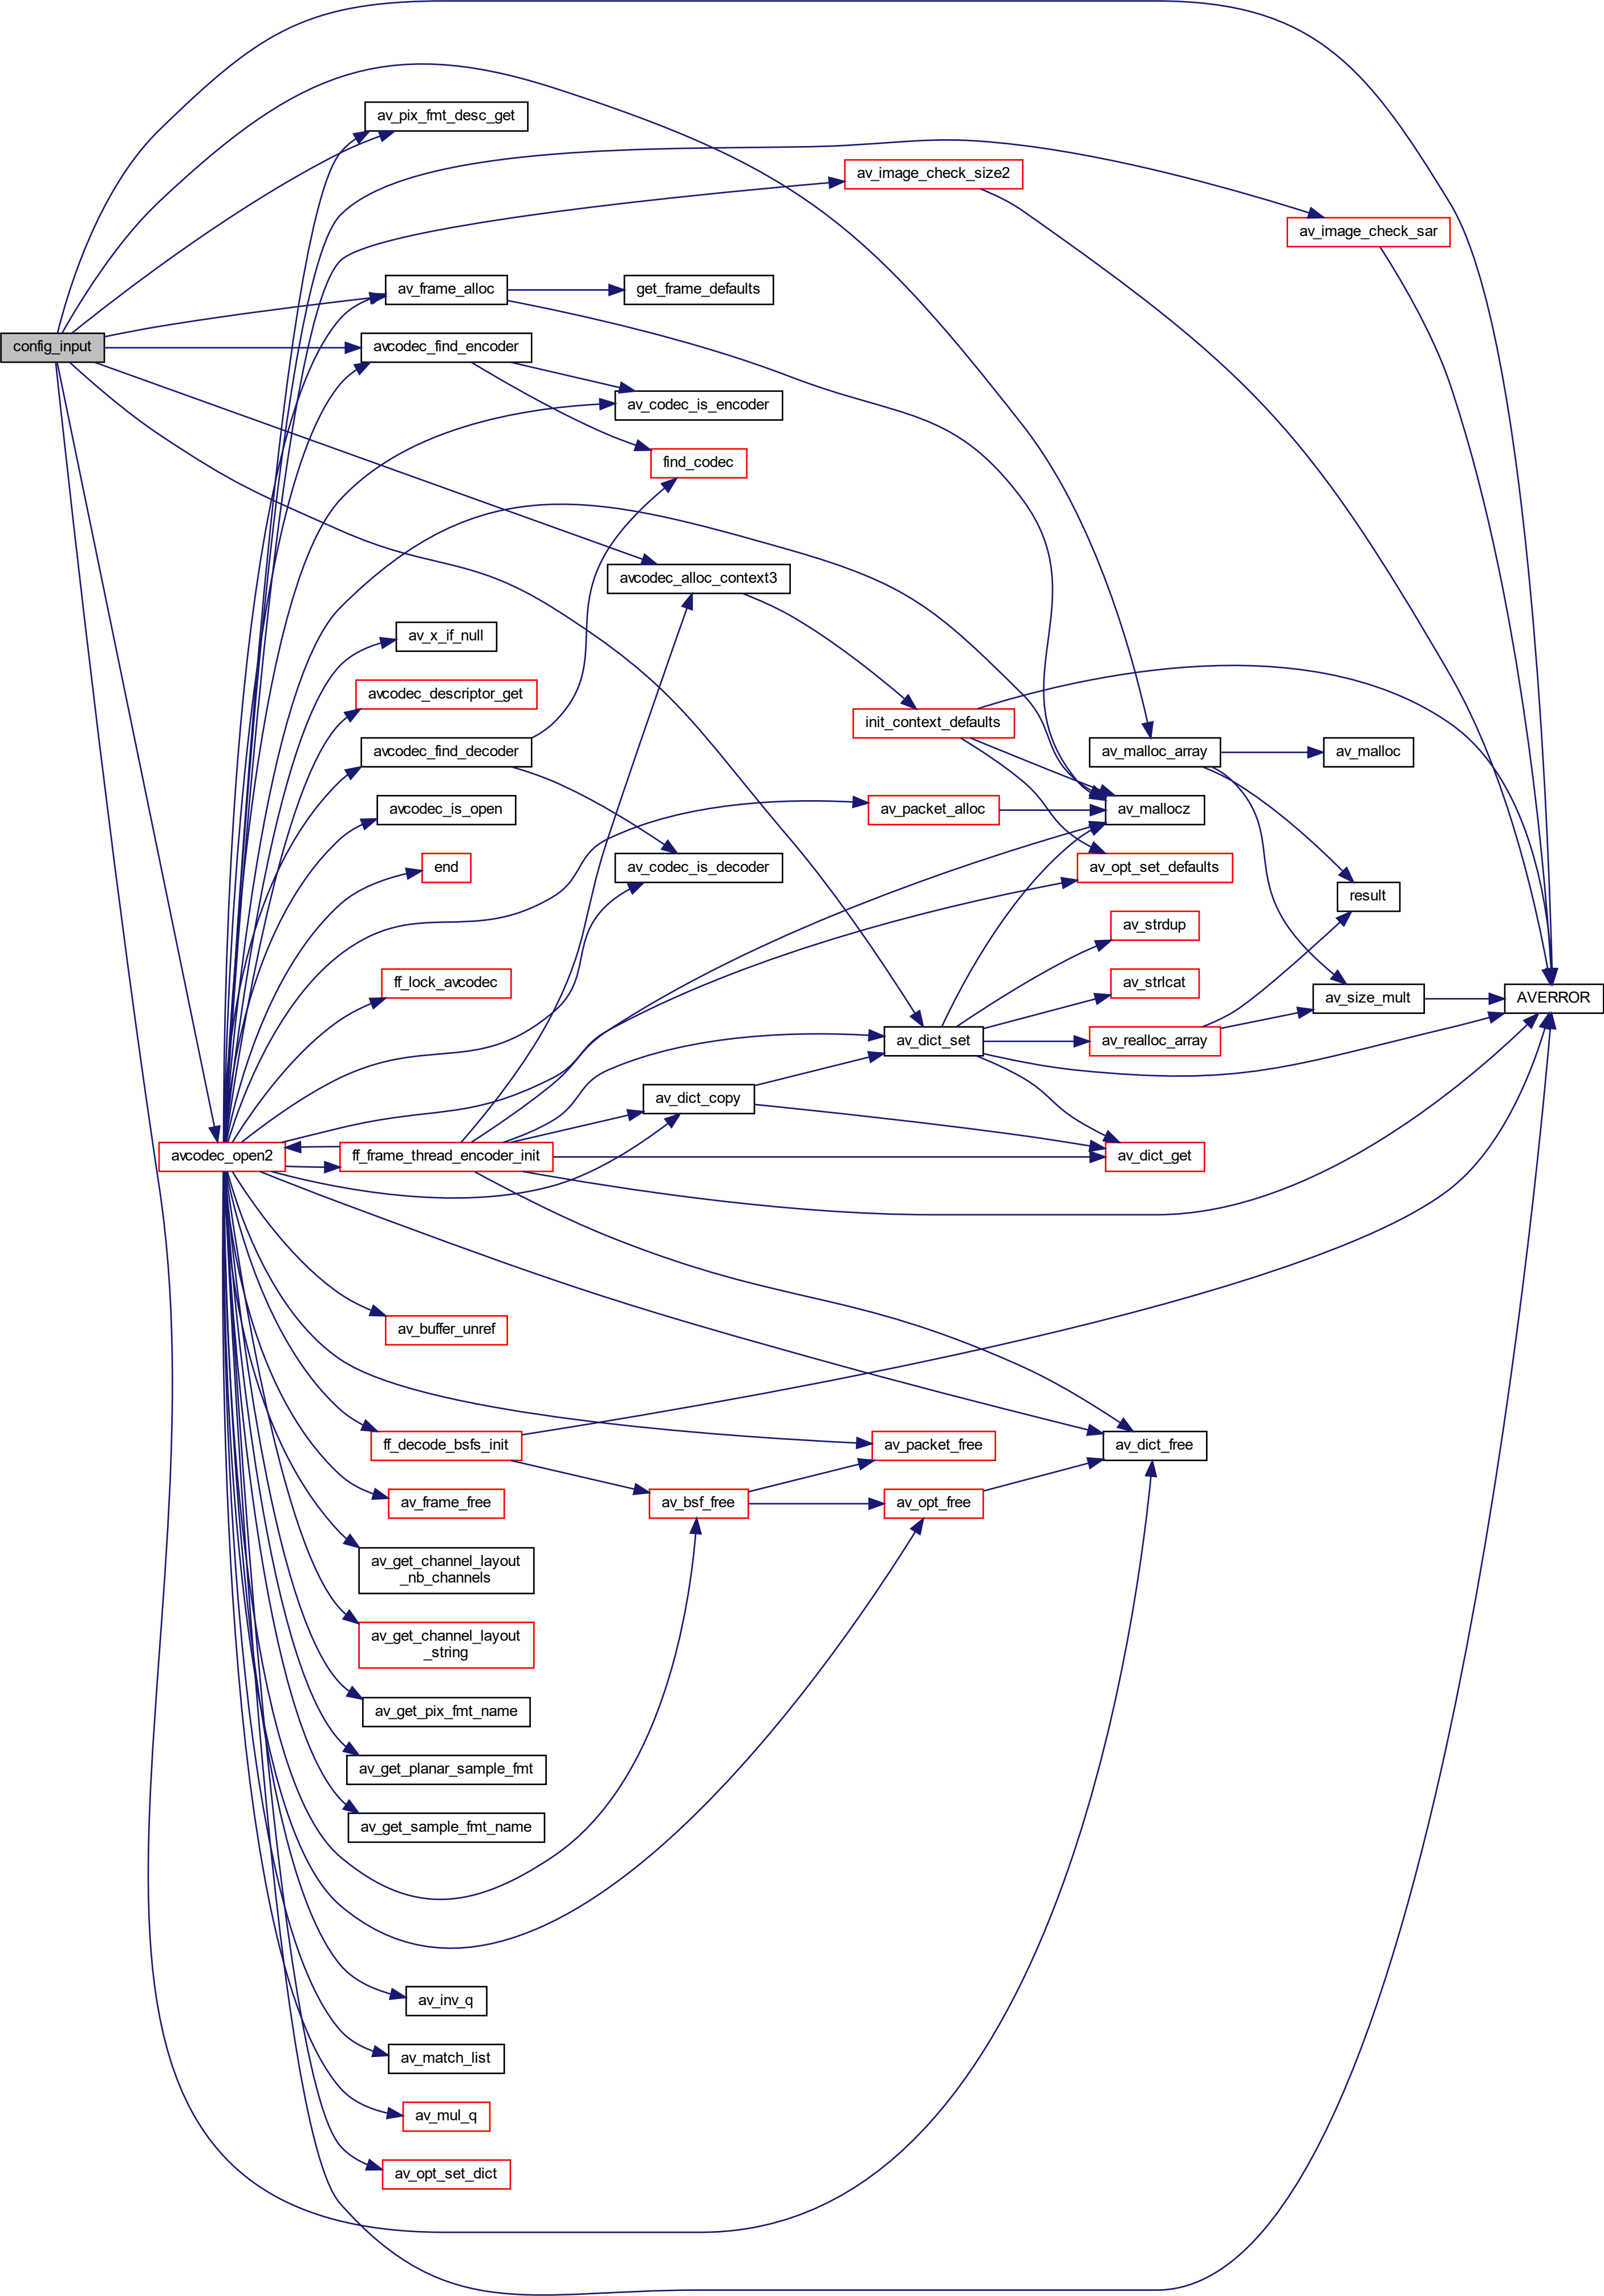 av_pix_fmt_desc_get
av_image_check_size2
av_image_check_sar
av_frame_alloc
get_frame_defaults
config_input
avcodec_find_encoder
av_codec_is_encoder
find_codec
avcodec_alloc_context3
av_x_if_null
avcodec_descriptor_get
init_context_defaults
avcodec_find_decoder
av_malloc_array
av_malloc
avcodec_is_open
av_packet_alloc
av_mallocz
end
av_codec_is_decoder
av_opt_set_defaults
result
av_strdup
ff_lock_avcodec
av_strlcat
av_size_mult
AVERROR
av_dict_set
av_realloc_array
av_dict_copy
avcodec_open2
ff_frame_thread_encoder_init
av_dict_get
av_buffer_unref
ff_decode_bsfs_init
av_packet_free
av_dict_free
av_frame_free
av_bsf_free
av_opt_free
av_get_channel_layout
_nb_channels
av_get_channel_layout
_string
av_get_pix_fmt_name
av_get_planar_sample_fmt
av_get_sample_fmt_name
av_inv_q
av_match_list
av_mul_q
av_opt_set_dict